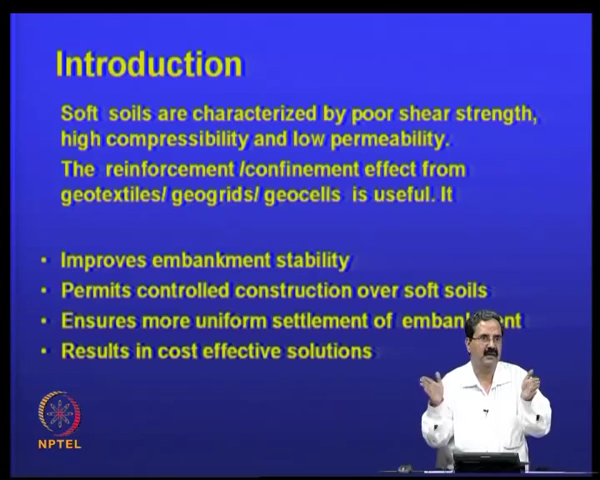 Introduction
Soft soils are characterized by poor shear strength,
high compressibility and low permeability.
The reinforcement /confinement effect from
geotextiles/ geogrids/ geocells is useful. It
• Improves embankment stability
• Permits controlled construction over soft soils
• Ensures more uniform settlement of embankment
• Results in cost effective solutions
NPTEL